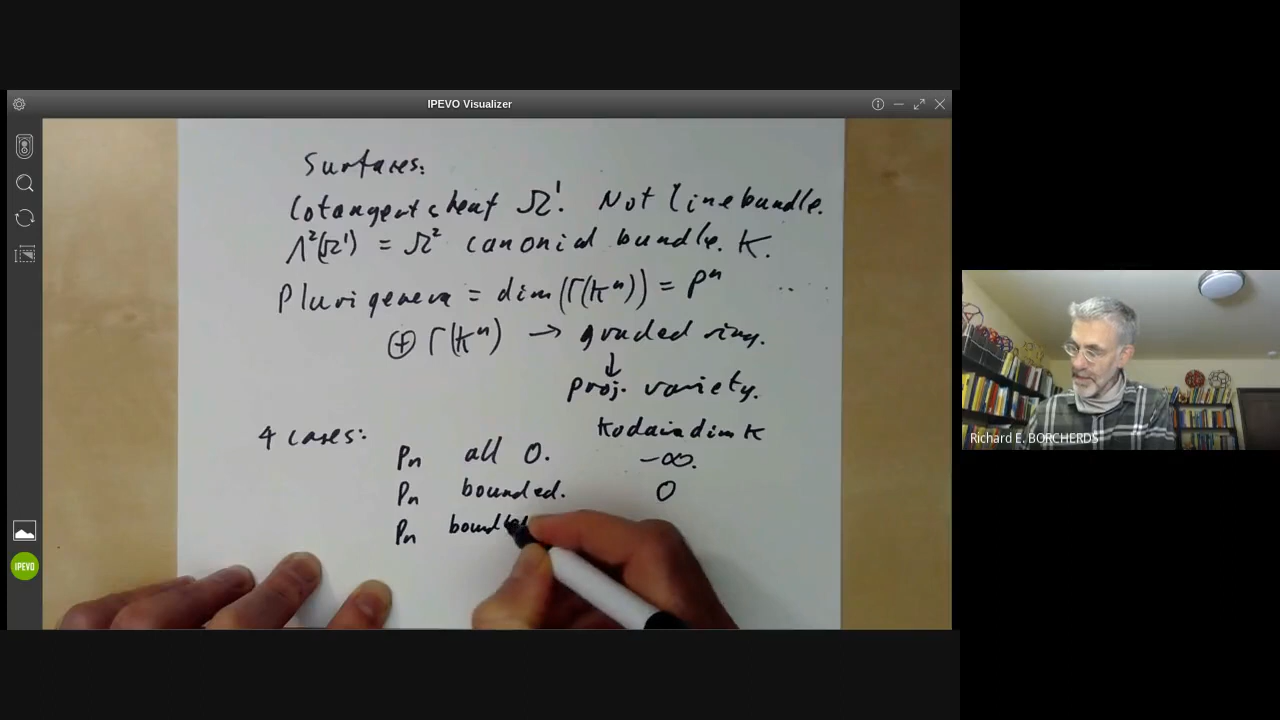 IPEVO Visualizer
Surfaces:
Cotangent sheaf Ω¹. Not line bundle.
Λ²(Ω¹) = Ω² canonial bundle. K.
Plurigenera = dim(Γ(Kⁿ)) = Pⁿ
⊕ Γ(Kⁿ) → graded ring.
↓
proj. variety.
4 cases:
Kodaira dim K
Pn all 0. -∞.
Pn bounded. 0
Pn
IPEVO
Richard E. BORCHERDS